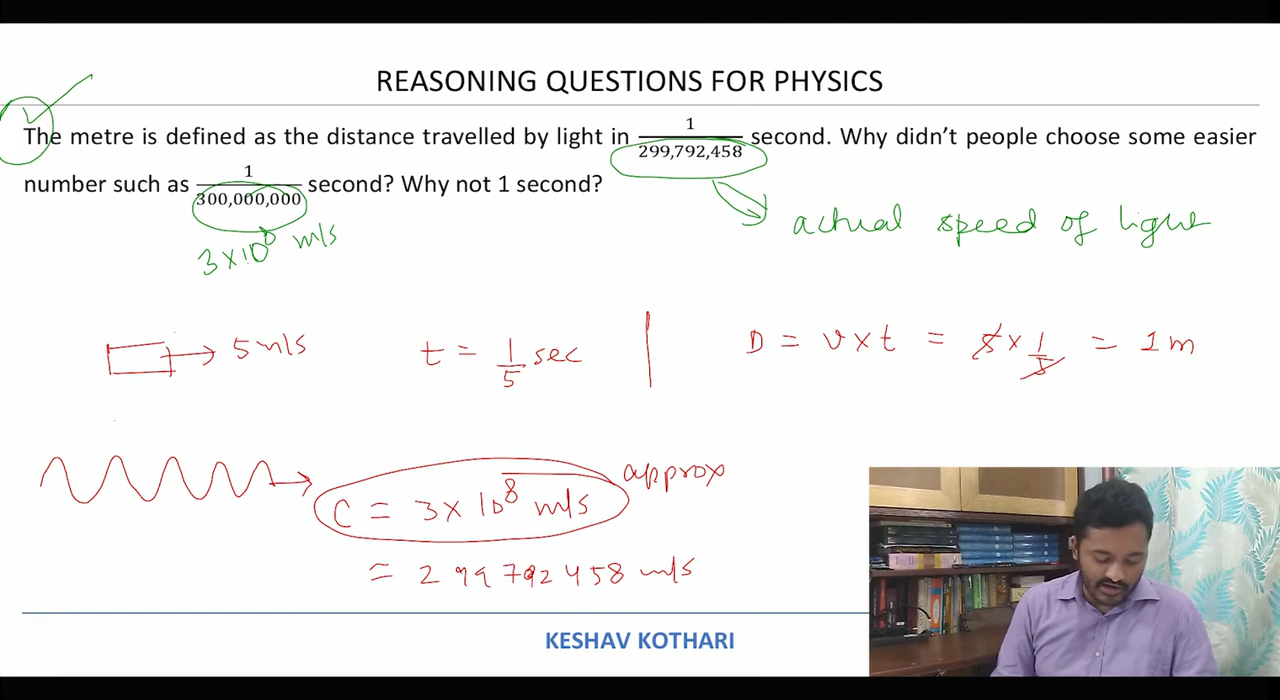 REASONING QUESTIONS FOR PHYSICS
The metre is defined as the distance travelled by light in 1/299,792,458 second. Why didn't people choose some easier
number such as 1/300,000,000 second? Why not 1 second?
actual speed of light
3 × 10⁸ m/s
5 m/s t = 1/5 sec D = v × t = 5 × 1/5 = 1 m
C = 3 × 10⁸ m/s approx
= 299792458 m/s
KESHAV KOTHARI